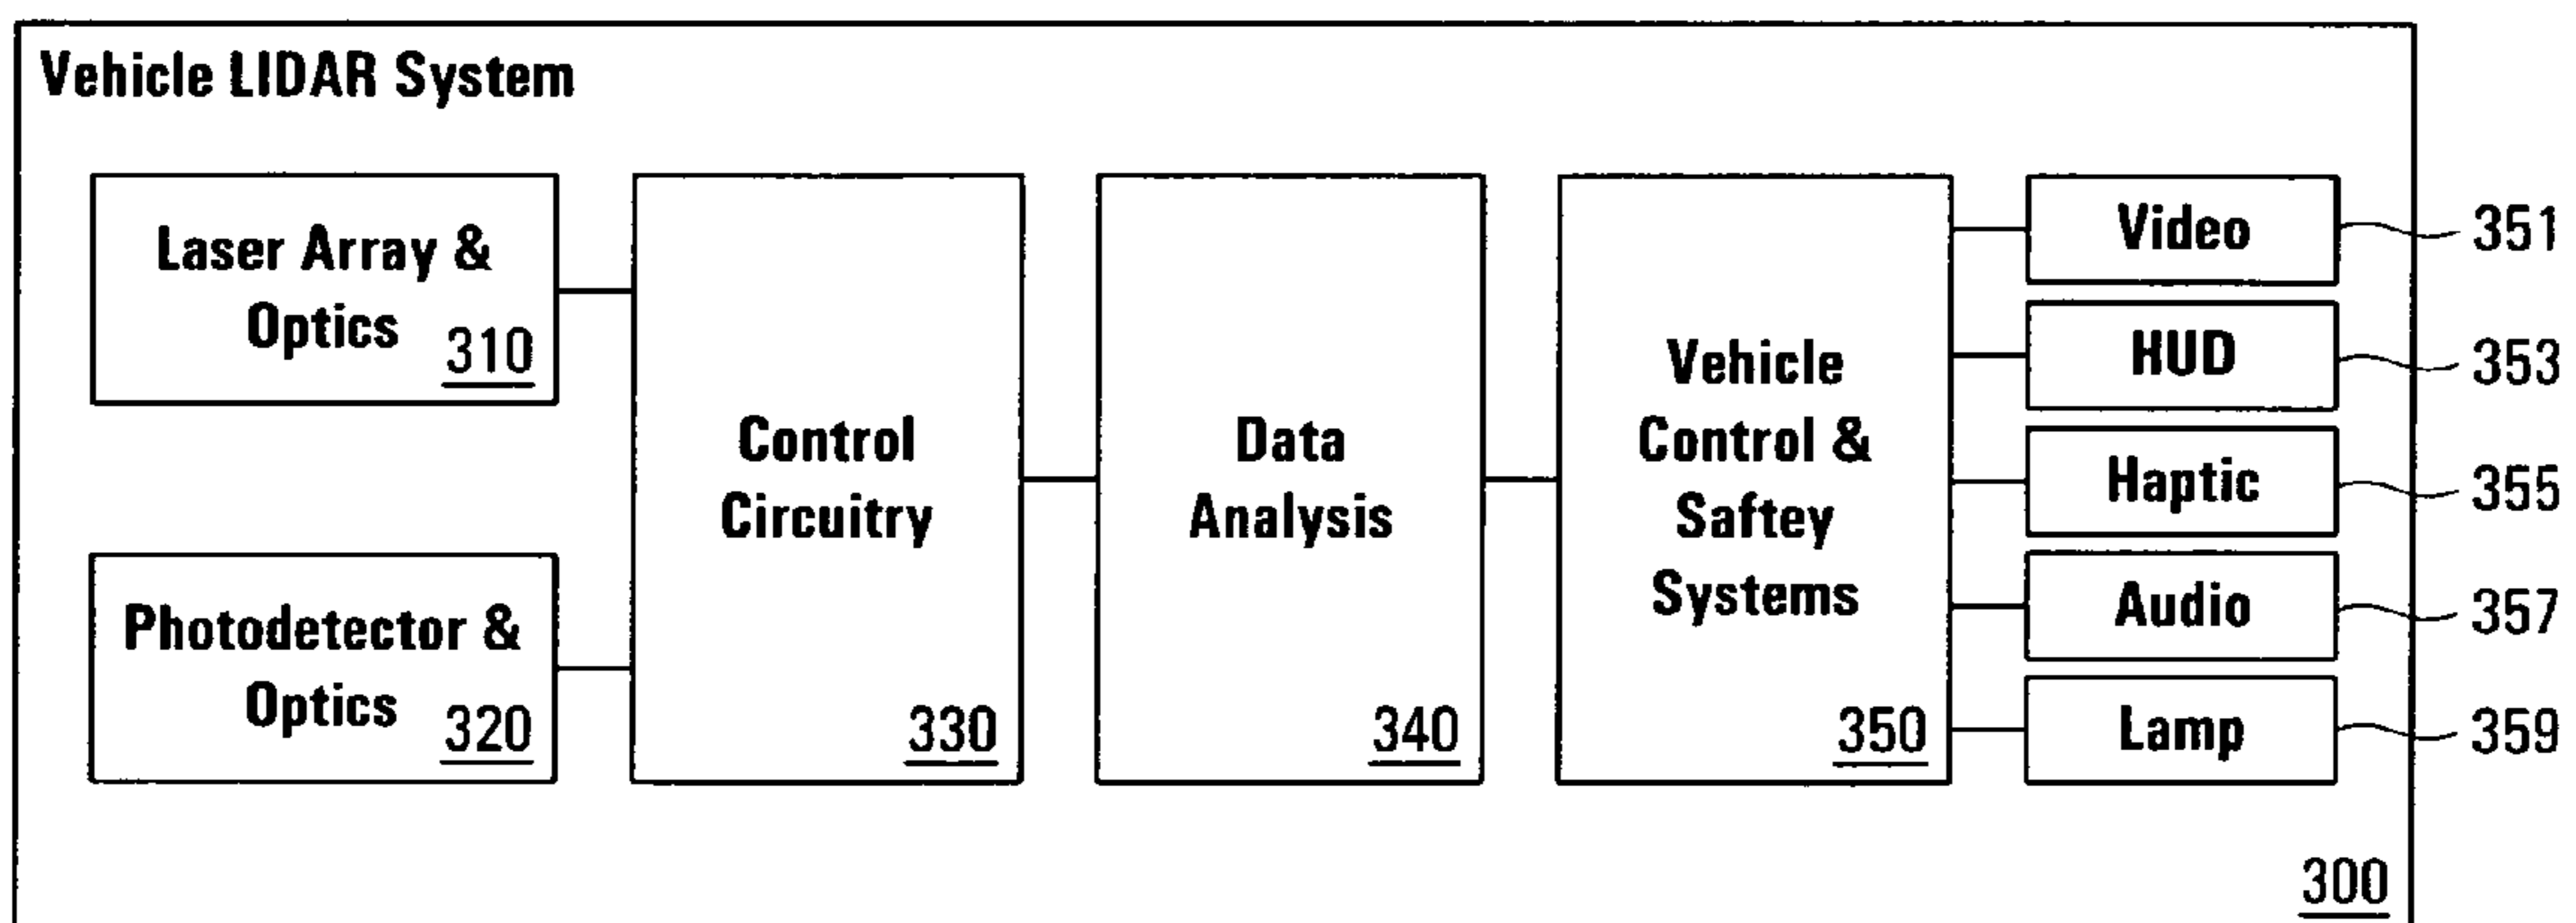 Vehicle LIDAR System
Laser Array &
Optics 310
Photodetector &
Optics 320
Control
Circuitry
330
Data
Analysis
340
Vehicle
Control &
Saftey
Systems
350
Video 351
HUD 353
Haptic 355
Audio 357
Lamp 359
300